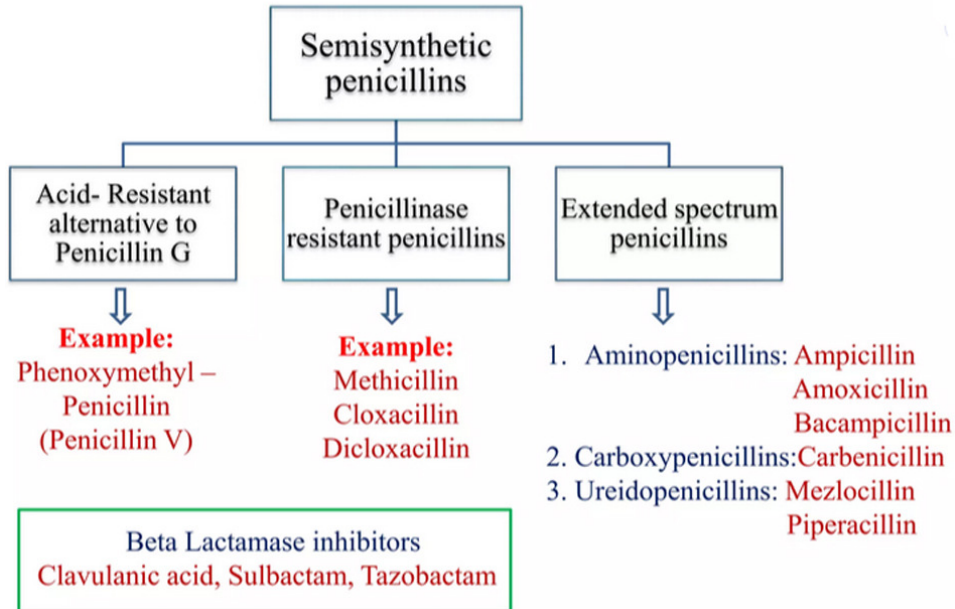 Semisynthetic
penicillins
Acid- Resistant
alternative to
Penicillin G
Penicillinase
resistant penicillins
Extended spectrum
penicillins
Example:
Phenoxymethyl –
Penicillin
(Penicillin V)
Example:
Methicillin
Cloxacillin
Dicloxacillin
1. Aminopenicillins: Ampicillin
Amoxicillin
Bacampicillin
2. Carboxypenicillins:Carbenicillin
3. Ureidopenicillins: Mezlocillin
Piperacillin
Beta Lactamase inhibitors
Clavulanic acid, Sulbactam, Tazobactam